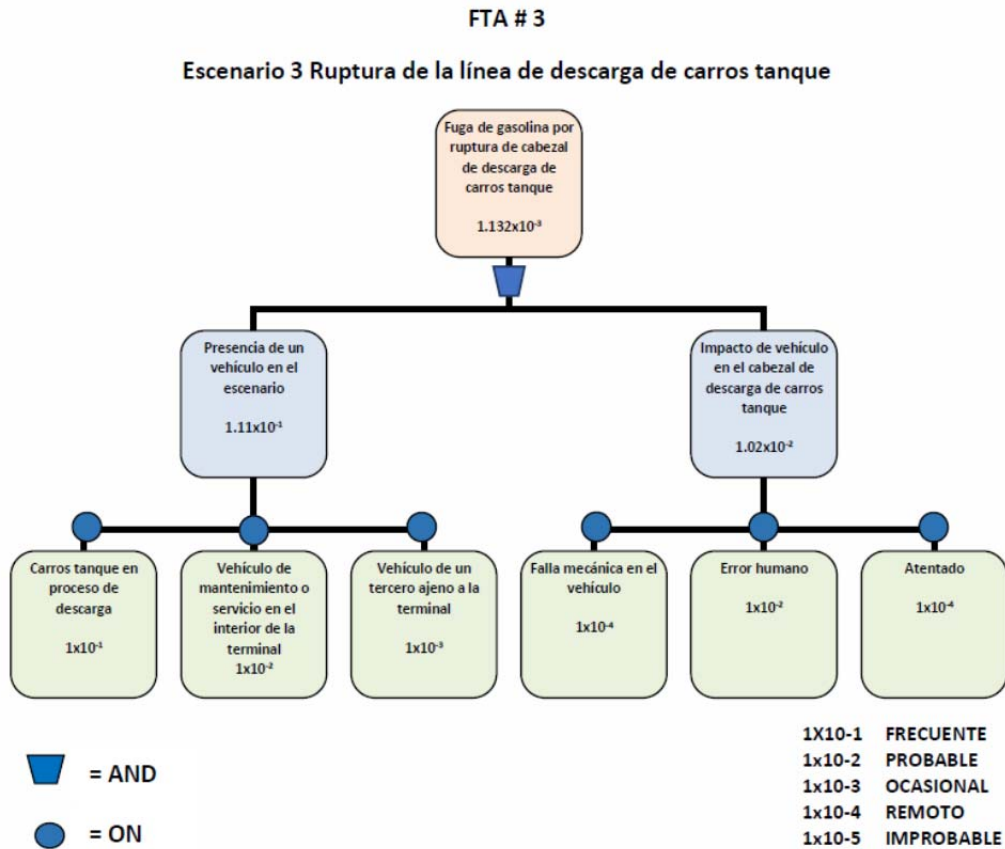 FTA # 3
Escenario 3 Ruptura de la línea de descarga de carros tanque
Fuga de gasolina por
ruptura de cabezal
de descarga de
carros tanque
1.132x10⁻³
Presencia de un
vehículo en el
escenario
1.11x10⁻¹
Impacto de vehículo
en el cabezal de
descarga de carros
tanque
1.02x10⁻²
Carros tanque en
proceso de
descarga
1x10⁻¹
Vehículo de
mantenimiento o
servicio en el
interior de la
terminal
1x10⁻²
Vehículo de un
tercero ajeno a la
terminal
1x10⁻³
Falla mecánica en el
vehículo
1x10⁻⁴
Error humano
1x10⁻²
Atentado
1x10⁻⁴
= AND
= ON
1X10-1 FRECUENTE
1x10-2 PROBABLE
1x10-3 OCASIONAL
1x10-4 REMOTO
1x10-5 IMPROBABLE